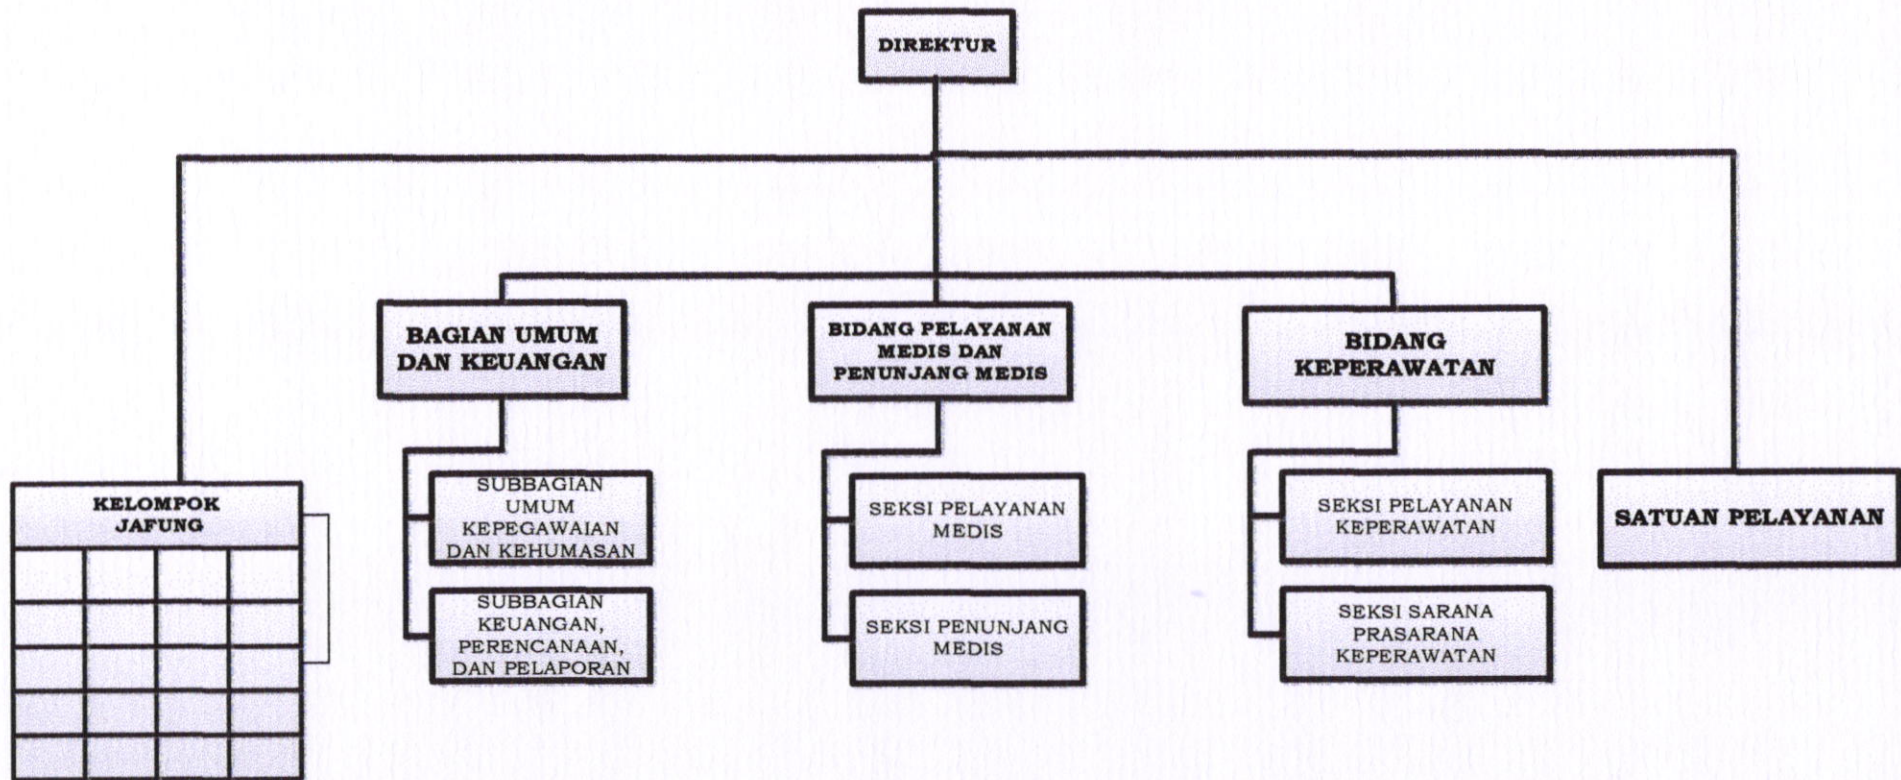 DIREKTUR
BAGIAN UMUM
DAN KEUANGAN
BIDANG PELAYANAN
MEDIS DAN
PENUNJANG MEDIS
BIDANG
KEPERAWATAN
KELOMPOK
JAFUNG
SUBBAGIAN
UMUM
KEPEGAWAIAN
DAN KEHUMASAN
SUBBAGIAN
KEUANGAN,
PERENCANAAN,
DAN PELAPORAN
SEKSI PELAYANAN
MEDIS
SEKSI PENUNJANG
MEDIS
SEKSI PELAYANAN
KEPERAWATAN
SEKSI SARANA
PRASARANA
KEPERAWATAN
SATUAN PELAYANAN